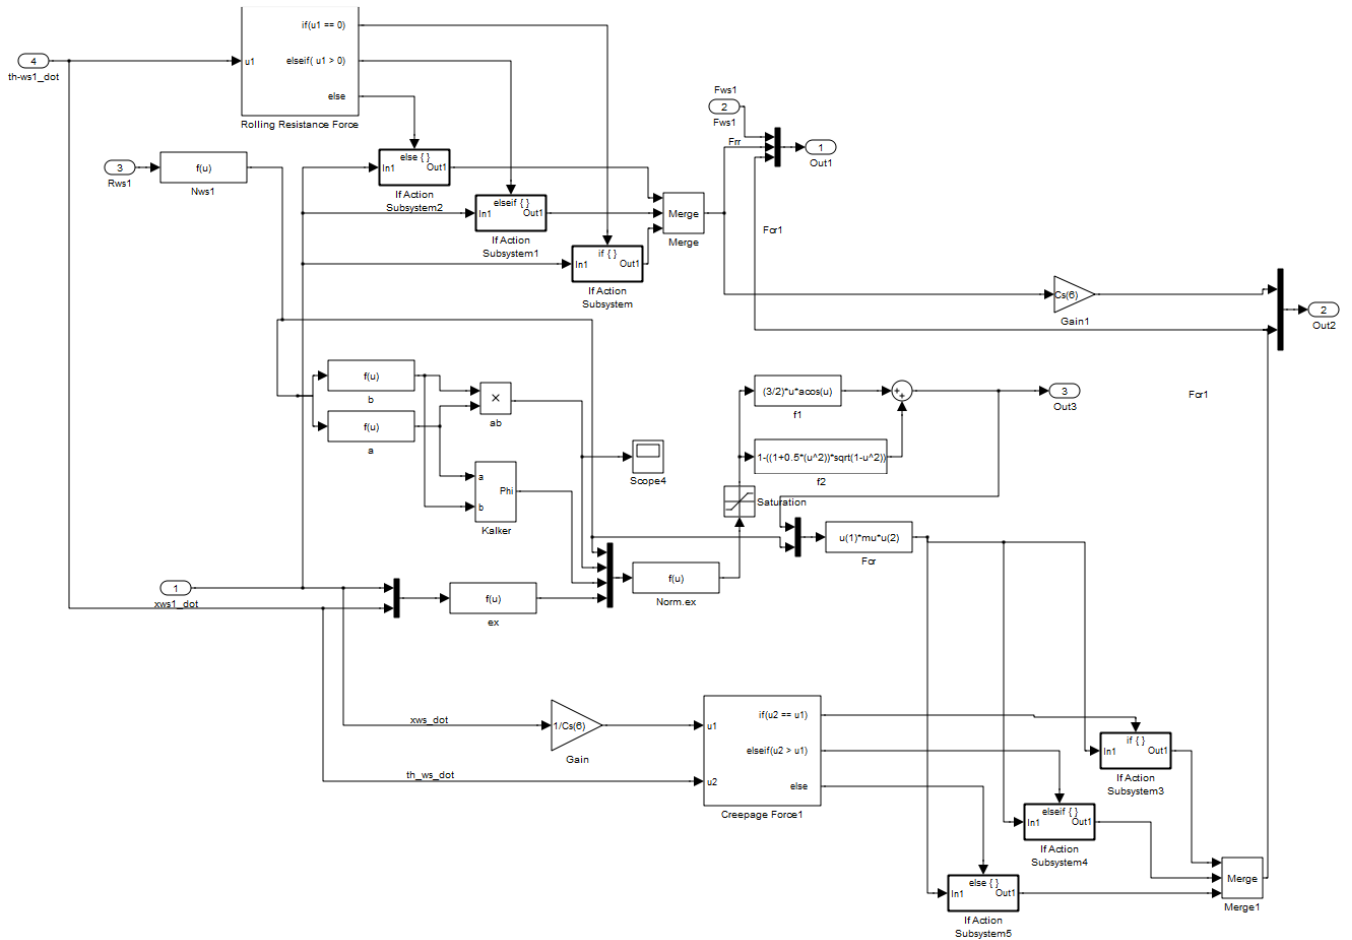 if(u1 == 0)
4
th-ws1_dot
u1
elseif( u1 > 0)
else
Rolling Resistance Force
Fws1
2
Fws1
Frr
1
Out1
3
Rws1
f(u)
Nws1
else { }
In1
Out1
If Action
Subsystem2
elseif { }
In1
Out1
If Action
Subsystem1
if { }
In1
Out1
If Action
Subsystem
Merge
Merge
Fcr1
Cs(6)
Gain1
2
Out2
f(u)
b
f(u)
a
×
ab
a
b
Phi
Kalker
Scope4
(3/2)*u*acos(u)
f1
+
+
3
Out3
Fcr1
1-((1+0.5*(u^2))*sqrt(1-u^2))
f2
Saturation
u(1)*mu*u(2)
Fcr
1
xws1_dot
f(u)
ex
f(u)
Norm.ex
xws_dot
1/Cs(6)
Gain
th_ws_dot
u1
u2
if(u2 == u1)
elseif(u2 > u1)
else
Creepage Force1
if { }
In1
Out1
If Action
Subsystem3
elseif { }
In1
Out1
If Action
Subsystem4
else { }
In1
Out1
If Action
Subsystem5
Merge
Merge1